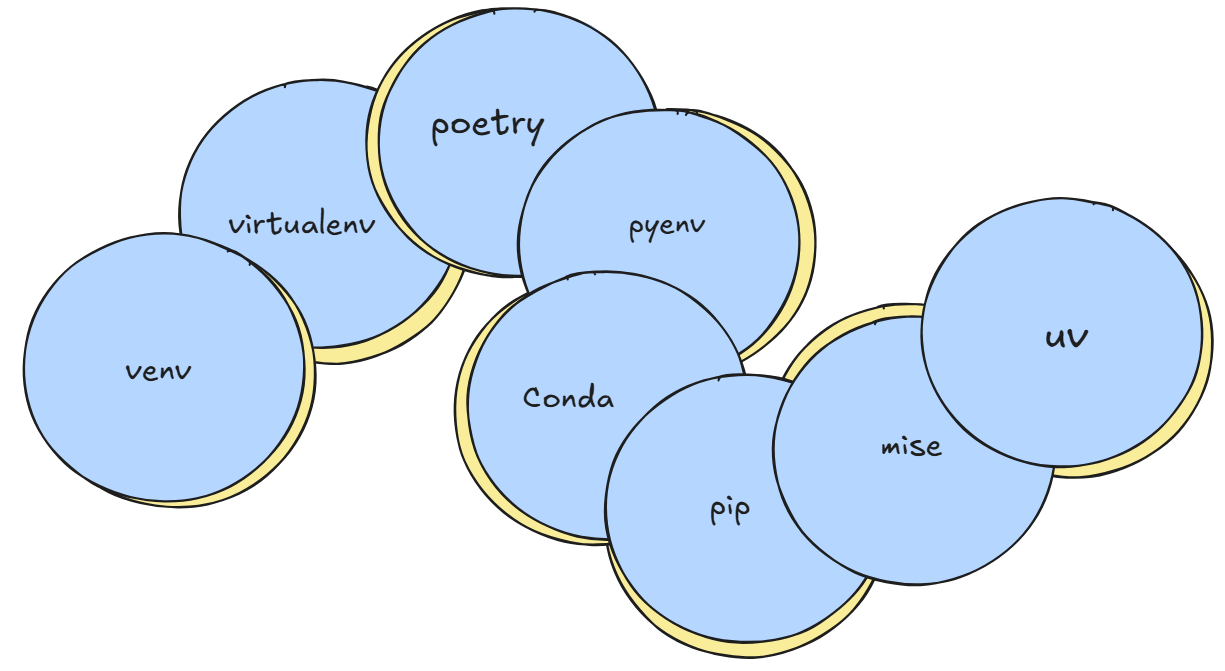 poetry
virtualenv
pyenv
venv
Conda
uv
mise
pip